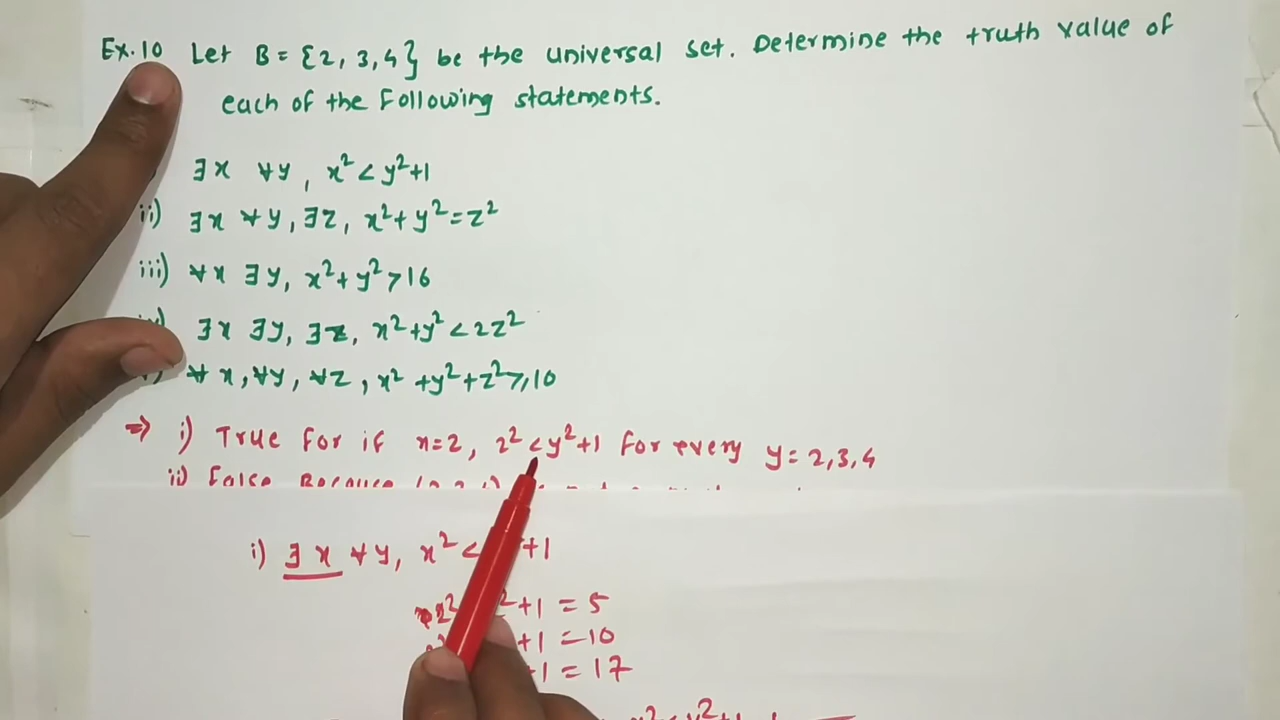 Ex.10 Let B = {2, 3, 4} be the universal set. Determine the truth value of
each of the Following statements.
∃x ∀y, x² < y²+1
ii) ∃x ∀y, ∃z, x²+y²=z²
iii) ∀x ∃y, x²+y²>16
∃x ∃y, ∃z, x²+y²<2z²
∀x, ∀y, ∀z, x²+y²+z²≥10
⇒ i) True for if x=2, 2²<y²+1 for every y=2,3,4
ii) False Because
i) ∃x ∀y, x² < +1
+1 = 5
+1 = 10
+1 = 17